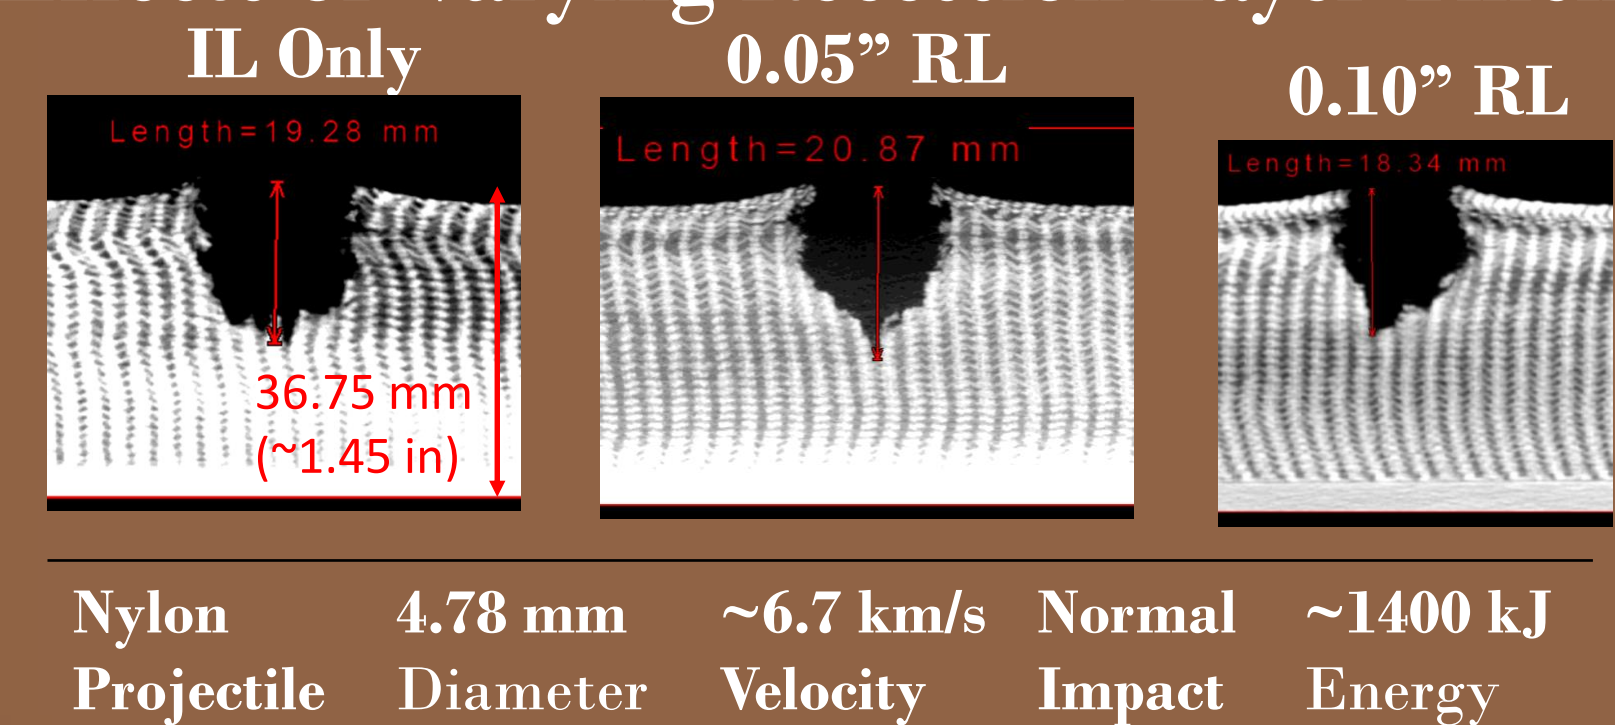 IL Only
0.05” RL
0.10” RL
Length=19.28 mm
Length=20.87 mm
Length=18.34 mm
36.75 mm
(~1.45 in)
Nylon
Projectile
4.78 mm
Diameter
~6.7 km/s
Velocity
Normal
Impact
~1400 kJ
Energy